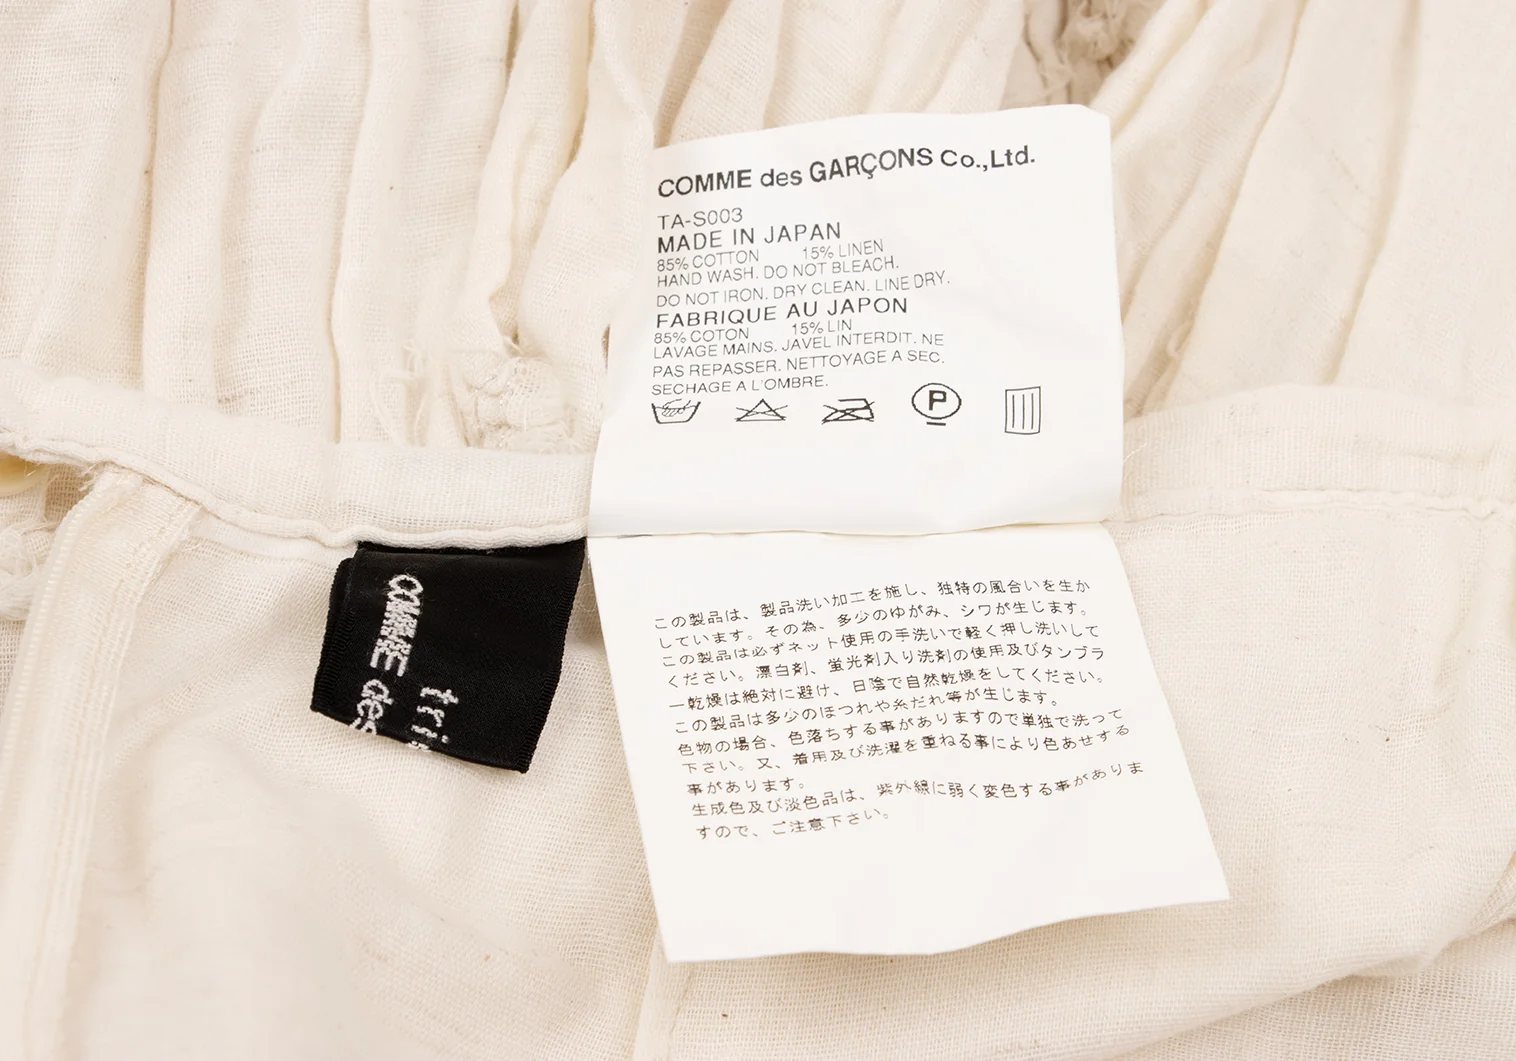 COMME des GARÇONS Co.,Ltd.
TA-S003
MADE IN JAPAN
85% COTTON 15% LINEN
HAND WASH. DO NOT BLEACH.
DO NOT IRON. DRY CLEAN. LINE DRY.
FABRIQUE AU JAPON
85% COTON 15% LIN
LAVAGE MAINS. JAVEL INTERDIT. NE
PAS REPASSER. NETTOYAGE A SEC.
SECHAGE A L'OMBRE.
P
COMME des
tri
この製品は、製品洗い加工を施し、独特の風合いを生か
しています。その為、多少のゆがみ、シワが生じます。
この製品は必ずネット使用の手洗いで軽く押し洗いして
ください。漂白剤、蛍光剤入り洗剤の使用及びタンブラ
ー乾燥は絶対に避け、日陰で自然乾燥をしてください。
この製品は多少のほつれや糸だれ等が生じます。
色物の場合、色落ちする事がありますので単独で洗って
下さい。又、着用及び洗濯を重ねる事により色あせする
事があります。
生成色及び淡色品は、紫外線に弱く変色する事がありま
すので、ご注意下さい。